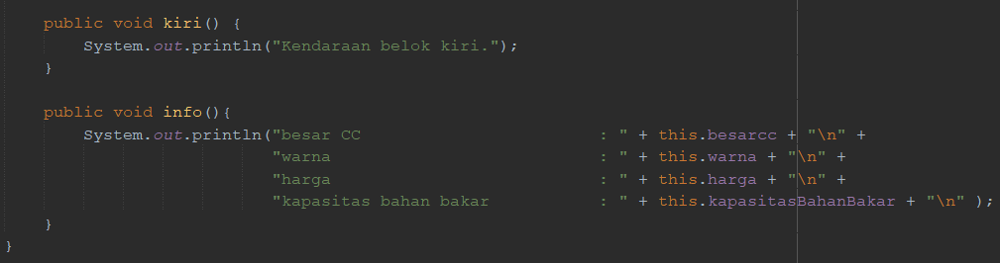 public void kiri() {
System.out.println("Kendaraan belok kiri.");
}
public void info(){
System.out.println("besar CC                        : " + this.besarcc + "\n" +
"warna                           : " + this.warna + "\n" +
"harga                           : " + this.harga + "\n" +
"kapasitas bahan bakar           : " + this.kapasitasBahanBakar + "\n" );
}
}